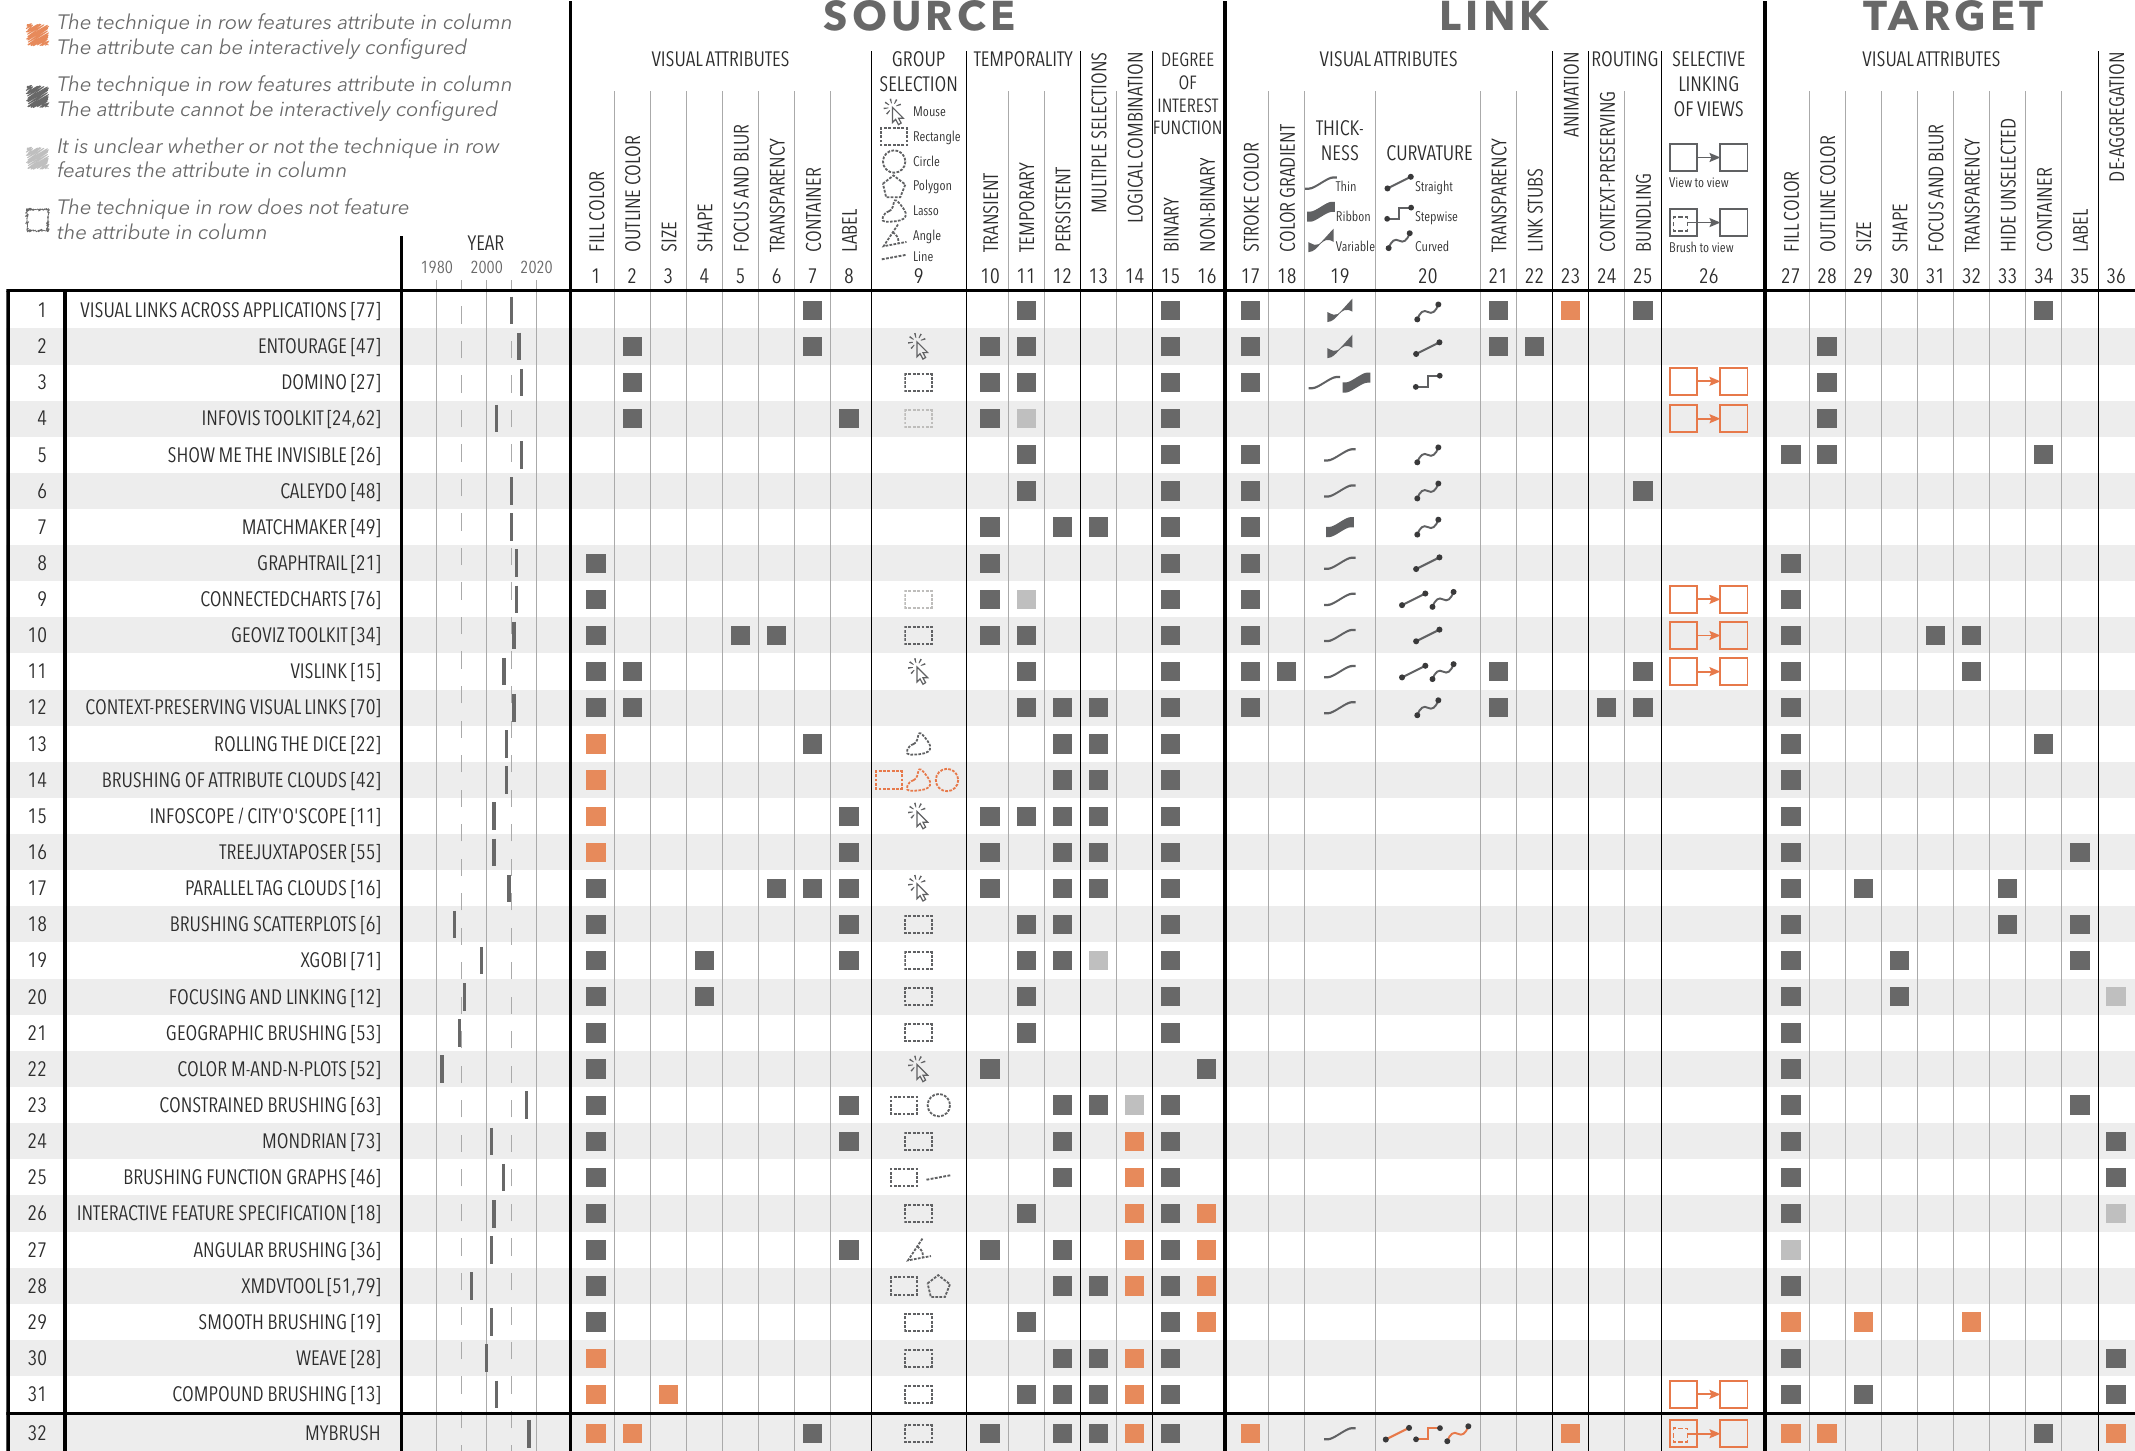 The technique in row features attribute in column
The attribute can be interactively configured
The technique in row features attribute in column
The attribute cannot be interactively configured
It is unclear whether or not the technique in row
features the attribute in column
The technique in row does not feature
the attribute in column
YEAR
1980 2000 2020
SOURCE
VISUAL ATTRIBUTES
FILL COLOR
OUTLINE COLOR
SIZE
SHAPE
FOCUS AND BLUR
TRANSPARENCY
CONTAINER
LABEL
GROUP
SELECTION
Mouse
Rectangle
Circle
Polygon
Lasso
Angle
Line
TEMPORALITY
TRANSIENT
TEMPORARY
PERSISTENT
MULTIPLE SELECTIONS
LOGICAL COMBINATION
DEGREE
OF
INTEREST
FUNCTION
BINARY
NON-BINARY
LINK
VISUAL ATTRIBUTES
STROKE COLOR
COLOR GRADIENT
THICK-
NESS
Thin
Ribbon
Variable
CURVATURE
Straight
Stepwise
Curved
TRANSPARENCY
LINK STUBS
ANIMATION
ROUTING
CONTEXT-PRESERVING
BUNDLING
SELECTIVE
LINKING
OF VIEWS
View to view
Brush to view
TARGET
VISUAL ATTRIBUTES
FILL COLOR
OUTLINE COLOR
SIZE
SHAPE
FOCUS AND BLUR
TRANSPARENCY
HIDE UNSELECTED
CONTAINER
LABEL
DE-AGGREGATION
1 2 3 4 5 6 7 8 9 10 11 12 13 14 15 16 17 18 19 20 21 22 23 24 25 26 27 28 29 30 31 32 33 34 35 36
1 VISUAL LINKS ACROSS APPLICATIONS [77]
2 ENTOURAGE [47]
3 DOMINO [27]
4 INFOVIS TOOLKIT [24,62]
5 SHOW ME THE INVISIBLE [26]
6 CALEYDO [48]
7 MATCHMAKER [49]
8 GRAPHTRAIL [21]
9 CONNECTEDCHARTS [76]
10 GEOVIZ TOOLKIT [34]
11 VISLINK [15]
12 CONTEXT-PRESERVING VISUAL LINKS [70]
13 ROLLING THE DICE [22]
14 BRUSHING OF ATTRIBUTE CLOUDS [42]
15 INFOSCOPE / CITY'O'SCOPE [11]
16 TREEJUXTAPOSER [55]
17 PARALLEL TAG CLOUDS [16]
18 BRUSHING SCATTERPLOTS [6]
19 XGOBI [71]
20 FOCUSING AND LINKING [12]
21 GEOGRAPHIC BRUSHING [53]
22 COLOR M-AND-N-PLOTS [52]
23 CONSTRAINED BRUSHING [63]
24 MONDRIAN [73]
25 BRUSHING FUNCTION GRAPHS [46]
26 INTERACTIVE FEATURE SPECIFICATION [18]
27 ANGULAR BRUSHING [36]
28 XMDVTOOL [51,79]
29 SMOOTH BRUSHING [19]
30 WEAVE [28]
31 COMPOUND BRUSHING [13]
32 MYBRUSH